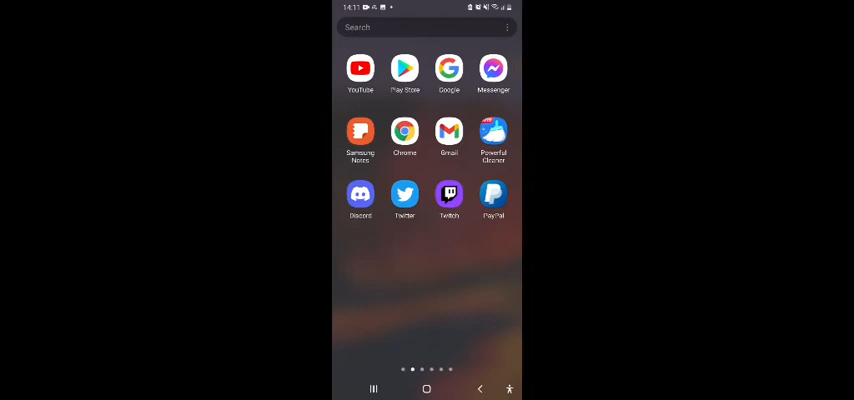 14:11
Search
YouTube
Play Store
Google
Messenger
Samsung
Notes
Chrome
Gmail
Powerful
Cleaner
Discord
Twitter
Twitch
PayPal